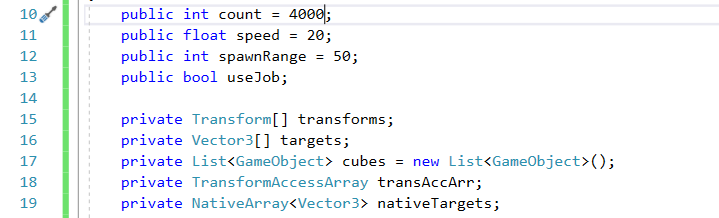 10 public int count = 4000;
11 public float speed = 20;
12 public int spawnRange = 50;
13 public bool useJob;
14
15 private Transform[] transforms;
16 private Vector3[] targets;
17 private List<GameObject> cubes = new List<GameObject>();
18 private TransformAccessArray transAccArr;
19 private NativeArray<Vector3> nativeTargets;